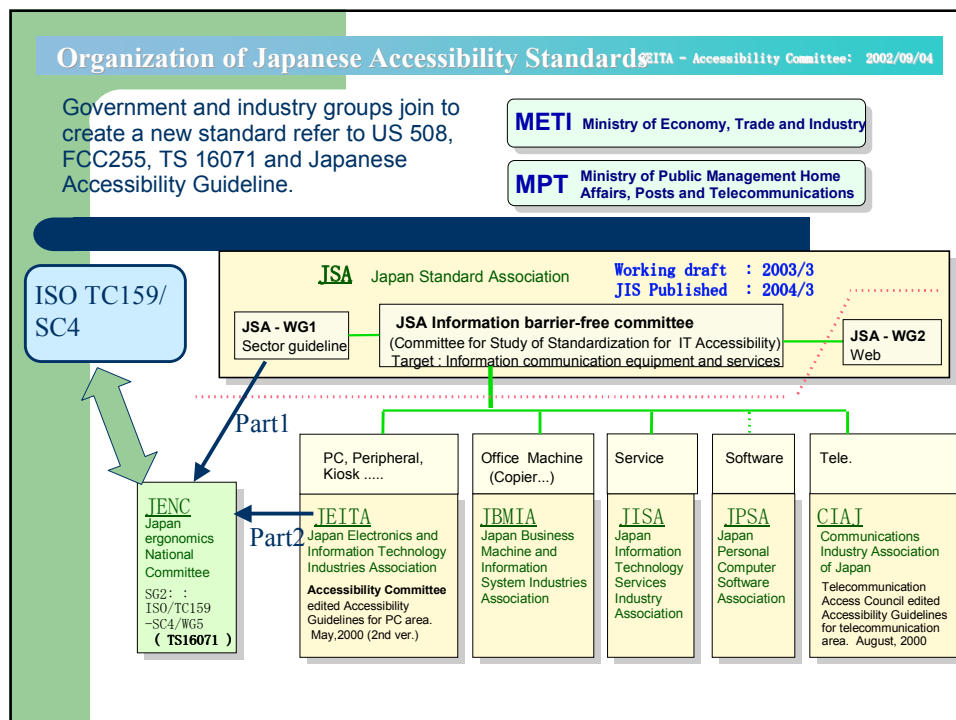 Organization of Japanese Accessibility Standards
JEITA - Accessibility Committee: 2002/09/04
Government and industry groups join to
create a new standard refer to US 508,
FCC255, TS 16071 and Japanese
Accessibility Guideline.
METI Ministry of Economy, Trade and Industry
MPT Ministry of Public Management Home
Affairs, Posts and Telecommunications
ISO TC159/
SC4
JSA Japan Standard Association
Working draft : 2003/3
JIS Published : 2004/3
JSA - WG1
Sector guideline
JSA Information barrier-free committee
(Committee for Study of Standardization for IT Accessibility)
Target : Information communication equipment and services
JSA - WG2
Web
Part1
Part2
PC, Peripheral,
Kiosk .....
Office Machine
(Copier...)
Service
Software
Tele.
JENC
Japan
ergonomics
National
Committee
SG2: :
ISO/TC159
-SC4/WG5
( TS16071 )
JEITA
Japan Electronics and
Information Technology
Industries Association
Accessibility Committee
edited Accessibility
Guidelines for PC area.
May,2000 (2nd ver.)
JBMIA
Japan Business
Machine and
Information
System Industries
Association
JISA
Japan
Information
Technology
Services
Industry
Association
JPSA
Japan
Personal
Computer
Software
Association
CIAJ
Communications
Industry Association
of Japan
Telecommunication
Access Council edited
Accessibility Guidelines
for telecommunication
area. August, 2000